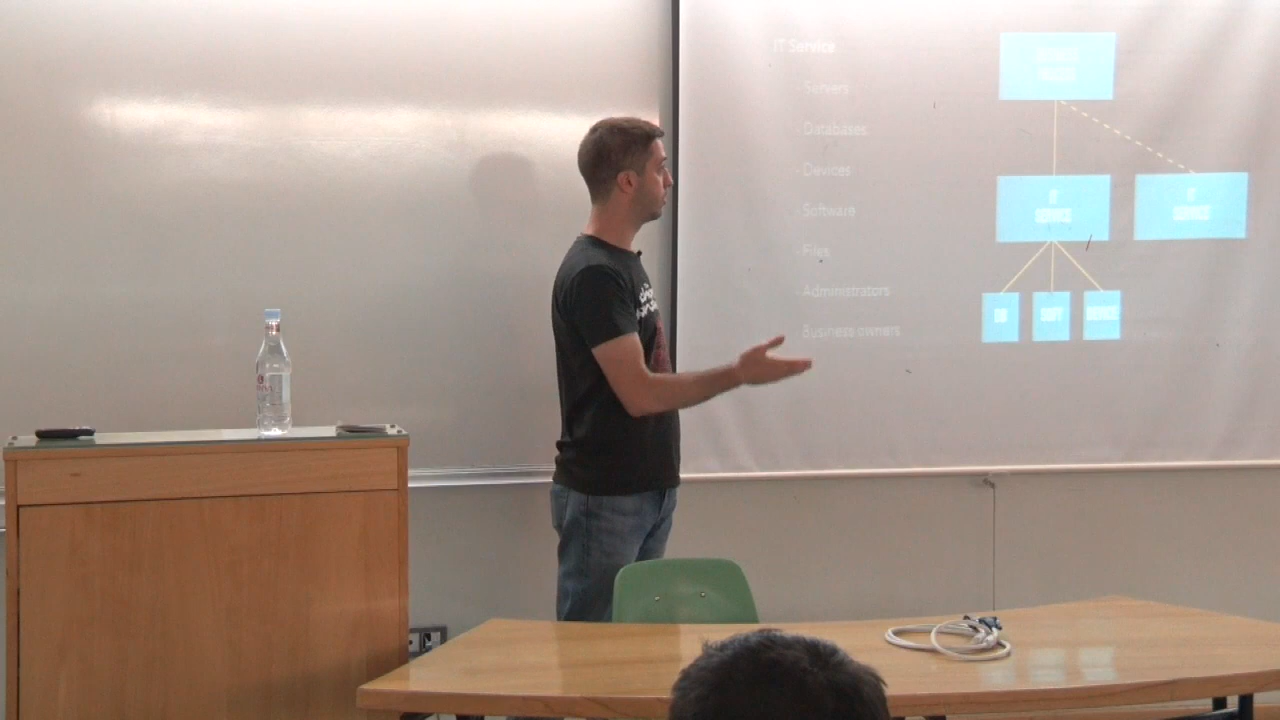 IT Service
- Servers
- Databases
- Devices
- Software
- Files
- Administrators
- Business owners
IT
SERVICE
IT
SERVICE
DB
SOFT
DEVICE